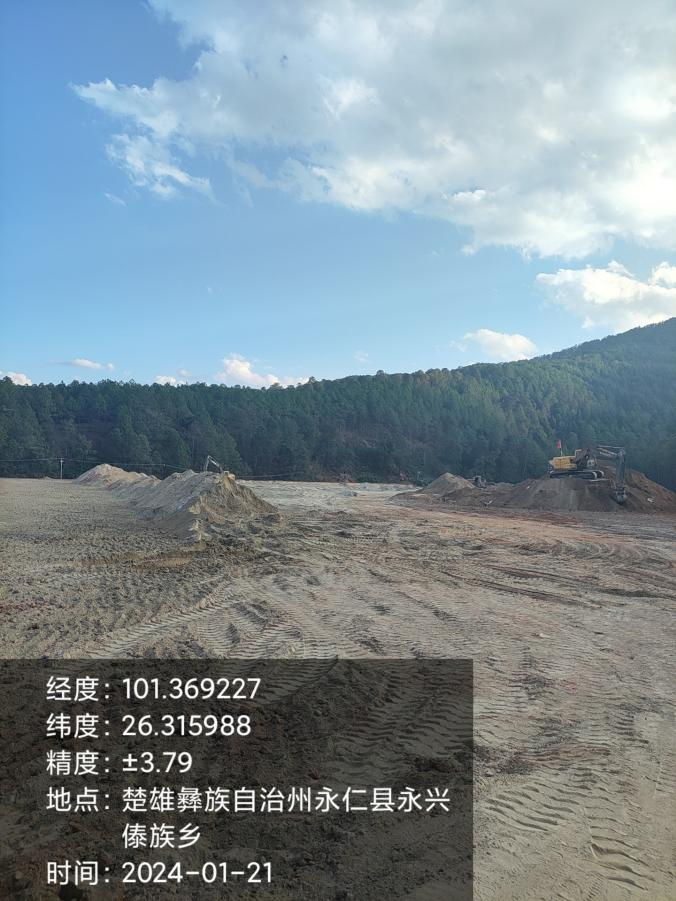 经度：101.369227
纬度：26.315988
精度：±3.79
地点：楚雄彝族自治州永仁县永兴
傣族乡
时间：2024-01-21